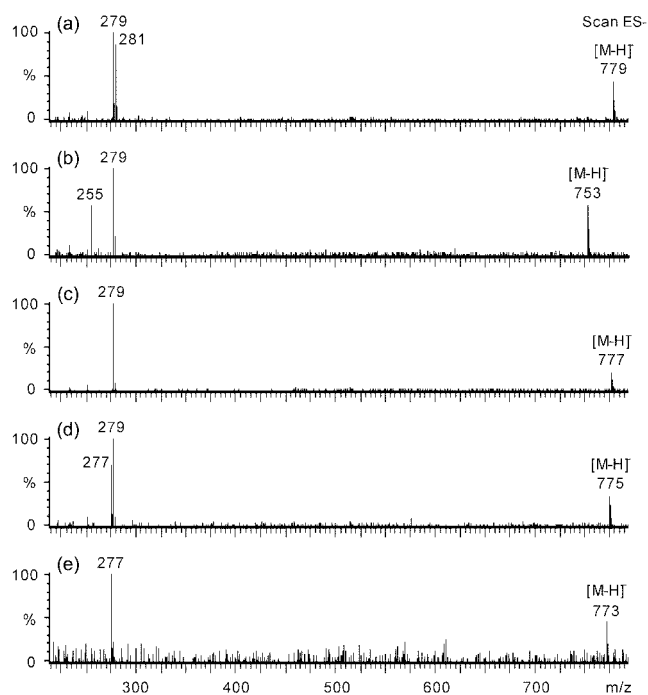 (a) 279 Scan ES-
100 281 [M-H]⁻
% 779
0
(b) 279 [M-H]⁻
100 255 753
%
0
(c) 279
100 [M-H]⁻
% 777
0
(d) 279
100 277 [M-H]⁻
% 775
0
(e) 277
100 [M-H]⁻
% 773
0
300 400 500 600 700 m/z